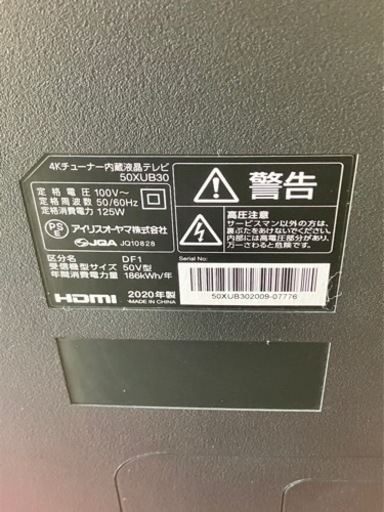 4Kチューナー内蔵液晶テレビ
50XUB30
定格電圧 100V～
定格周波数 50/60Hz
定格消費電力 125W
PS
E
アイリスオーヤマ株式会社
JQA JQ10828
区分名 DF1
受信機型サイズ 50V型
年間消費電力量 186kWh/年
HDMI
2020年製
MADE IN CHINA
警告
高圧注意
サービスマン以外の方は、
裏ぶたをあけないでください。
内部には高電圧部分があり、
万一さわると危険です。
Serial No.:
50XUB302009-07776